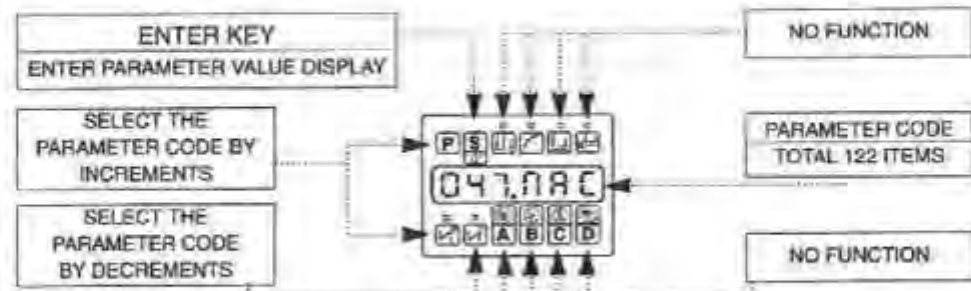 ENTER KEY
ENTER PARAMETER VALUE DISPLAY
NO FUNCTION
SELECT THE
PARAMETER CODE BY
INCREMENTS
P S
PARAMETER CODE
TOTAL 122 ITEMS
047.MAC
SELECT THE
PARAMETER CODE
BY DECREMENTS
A B C D
NO FUNCTION